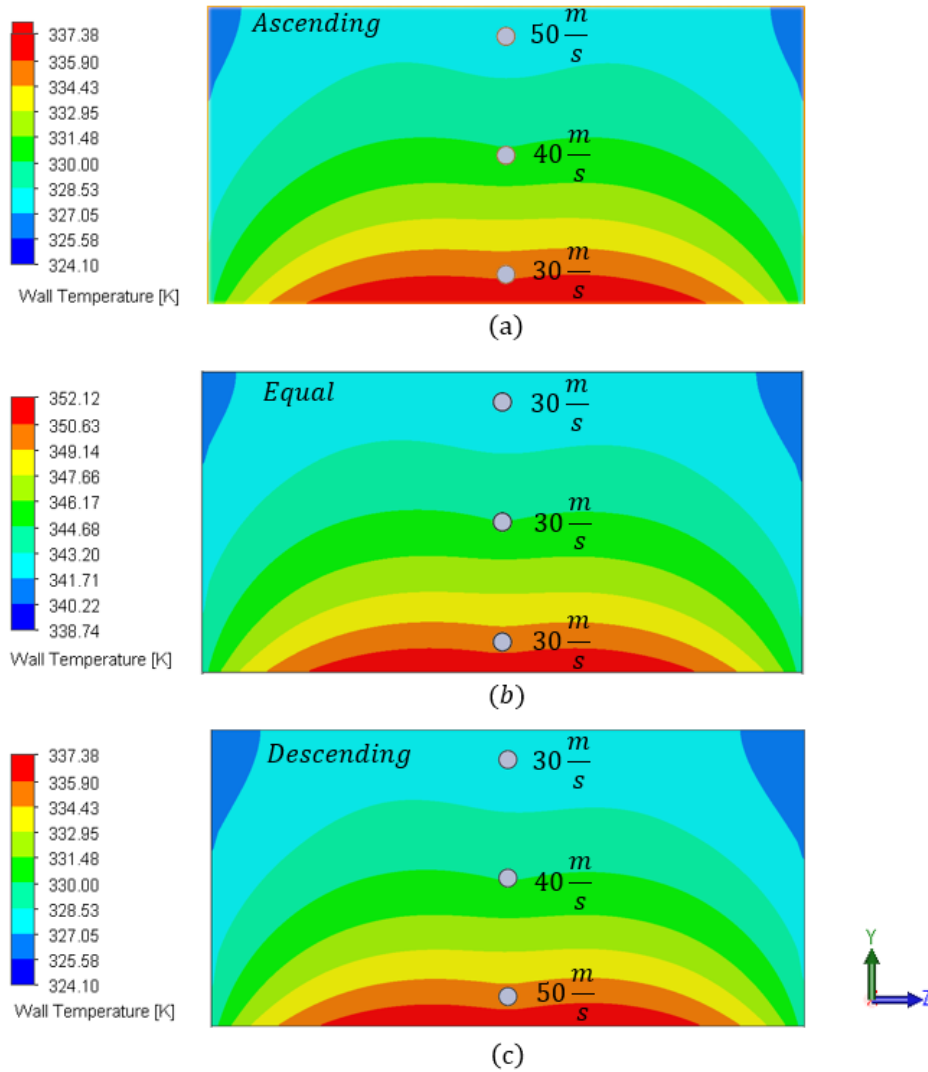 337.38
335.90
334.43
332.95
331.48
330.00
328.53
327.05
325.58
324.10
Wall Temperature [K]
Ascending
50 m/s
40 m/s
30 m/s
(a)
352.12
350.63
349.14
347.66
346.17
344.68
343.20
341.71
340.22
338.74
Wall Temperature [K]
Equal
30 m/s
30 m/s
30 m/s
(b)
337.38
335.90
334.43
332.95
331.48
330.00
328.53
327.05
325.58
324.10
Wall Temperature [K]
Descending
30 m/s
40 m/s
50 m/s
(c)
Y
X
Z